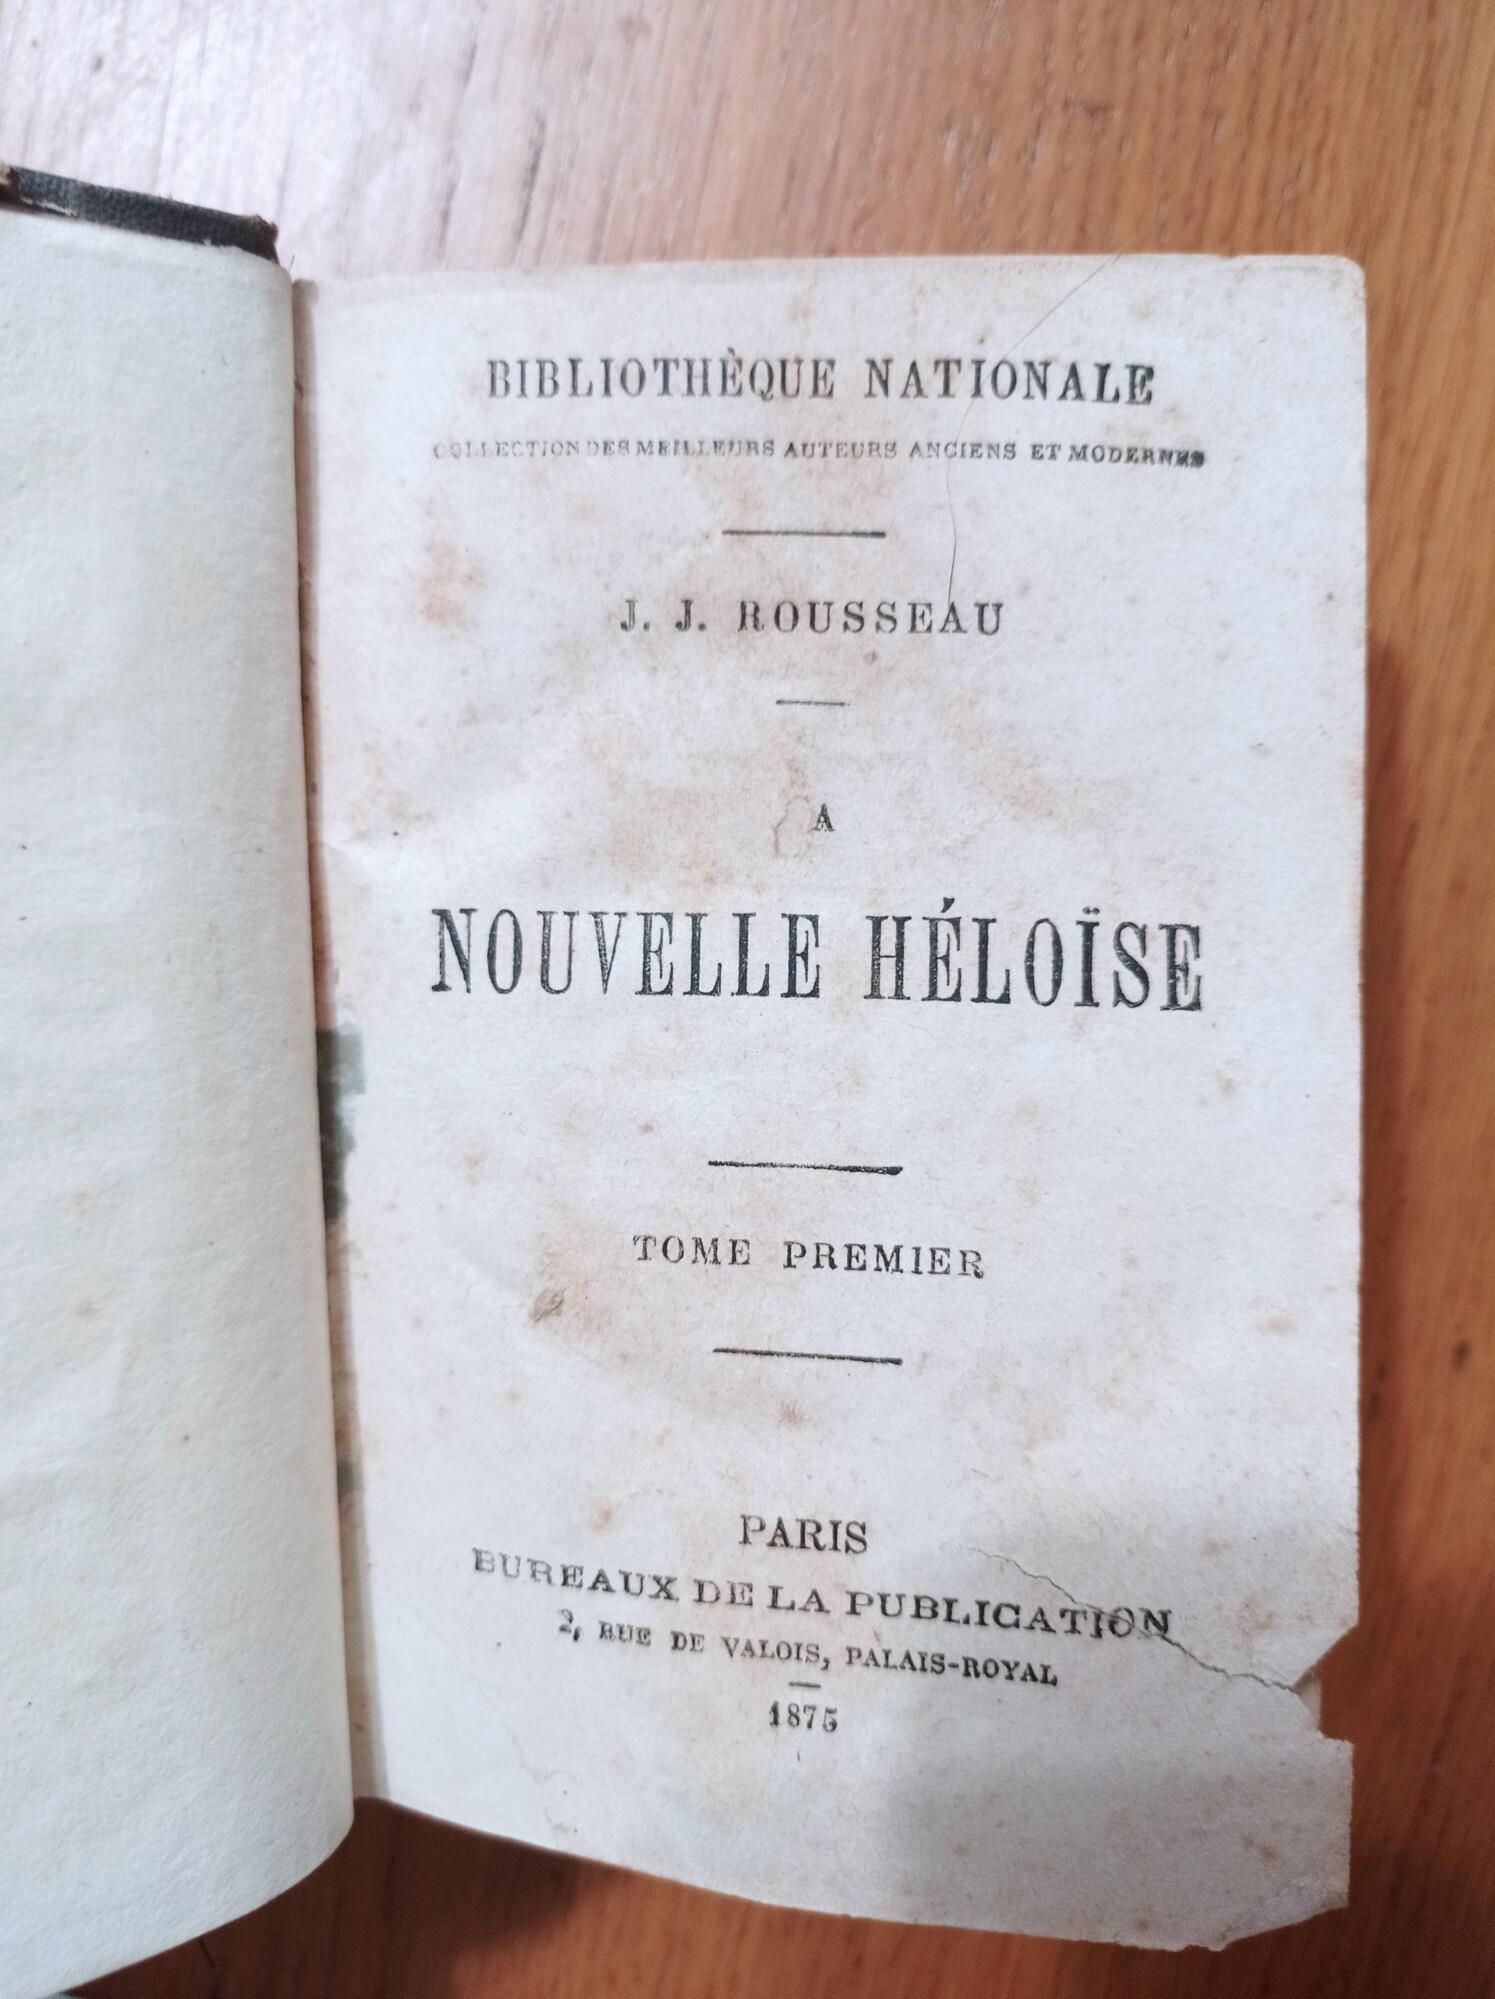 BIBLIOTHÈQUE NATIONALE
COLLECTION DES MEILLEURS AUTEURS ANCIENS ET MODERNES
J. J. ROUSSEAU
A
NOUVELLE HÉLOÏSE
TOME PREMIER
PARIS
BUREAUX DE LA PUBLICATION
2, RUE DE VALOIS, PALAIS-ROYAL
1875